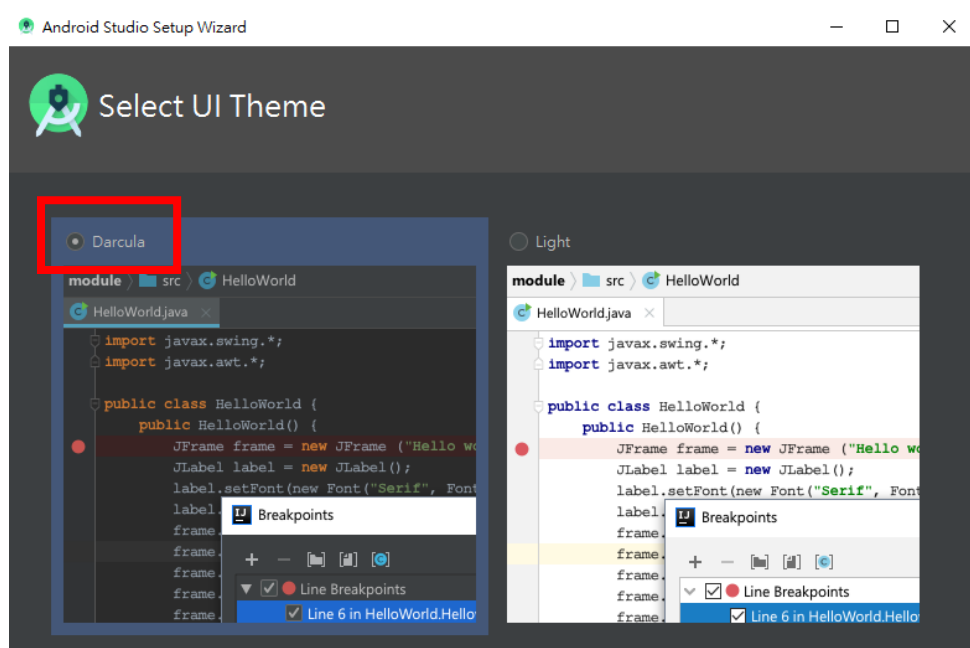 Android Studio Setup Wizard
Select UI Theme
Darcula
module src HelloWorld
HelloWorld.java
import javax.swing.*;
import javax.awt.*;
public class HelloWorld {
public HelloWorld() {
JFrame frame = new JFrame ("Hello wo
JLabel label = new JLabel();
label.setFont(new Font("Serif", Font
label.
frame.
frame.
frame.
frame.
frame.
IJ Breakpoints
Line Breakpoints
Line 6 in HelloWorld.Hello
Light
module src HelloWorld
HelloWorld.java
import javax.swing.*;
import javax.awt.*;
public class HelloWorld {
public HelloWorld() {
JFrame frame = new JFrame ("Hello wo
JLabel label = new JLabel();
label.setFont(new Font("Serif", Font
label.
frame.
frame.
frame.
frame.
frame.
IJ Breakpoints
Line Breakpoints
Line 6 in HelloWorld.Hello